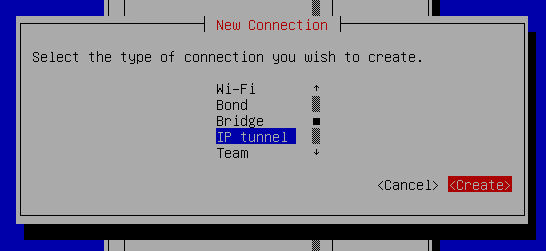 New Connection
Select the type of connection you wish to create.
Wi-Fi
Bond
Bridge
IP tunnel
Team
<Cancel> <Create>